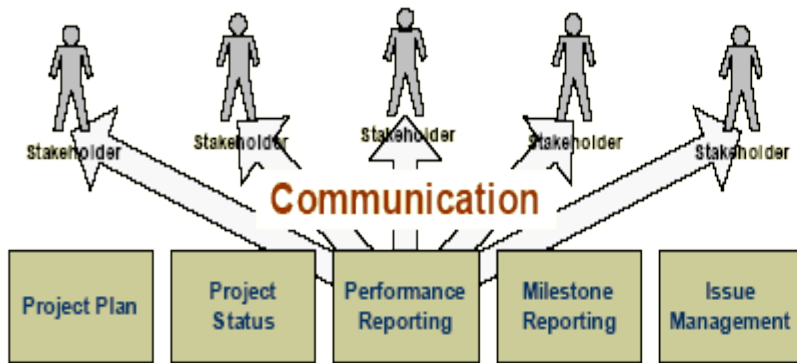 Stakeholder
Stakeholder
Stakeholder
Stakeholder
Stakeholder
Communication
Project Plan
Project
Status
Performance
Reporting
Milestone
Reporting
Issue
Management